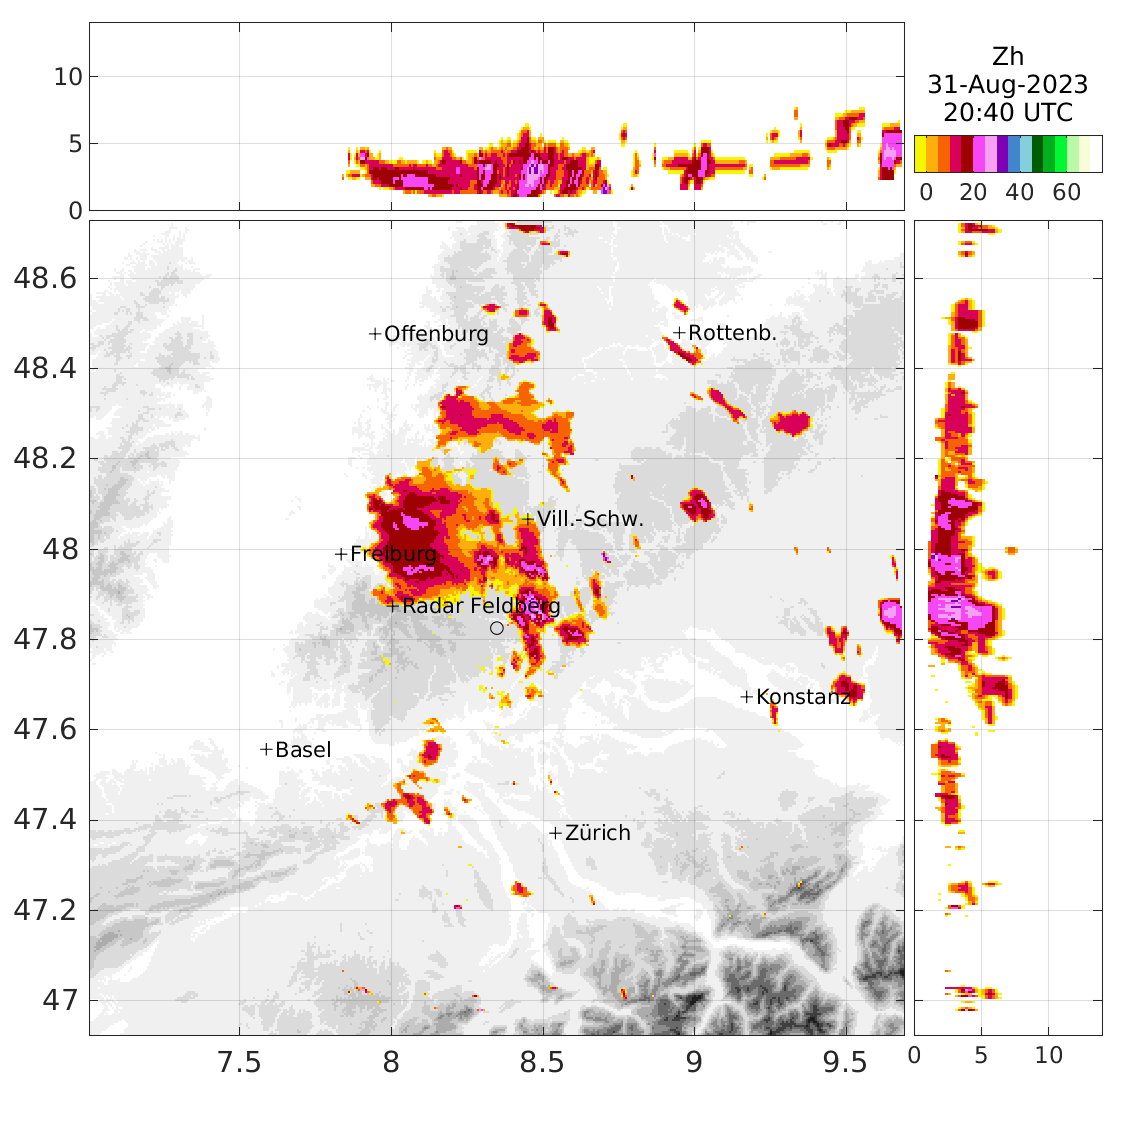 Zh
31-Aug-2023
20:40 UTC
0 20 40 60
10
5
0
48.6
48.4
48.2
48
47.8
47.6
47.4
47.2
47
+Offenburg
+Rottenb.
+Vill.-Schw.
+Freiburg
+Radar Feldberg
+Konstanz
+Basel
+Zürich
7.5 8 8.5 9 9.5
0 5 10